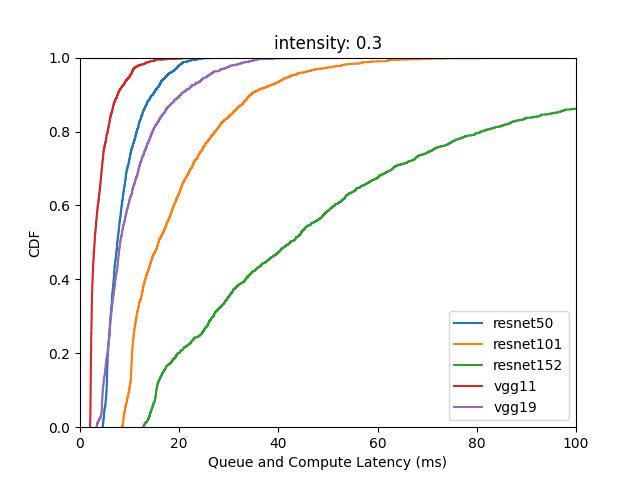 intensity: 0.3
1.0
0.8
0.6
0.4
0.2
0.0
CDF
resnet50
resnet101
resnet152
vgg11
vgg19
0 20 40 60 80 100
Queue and Compute Latency (ms)